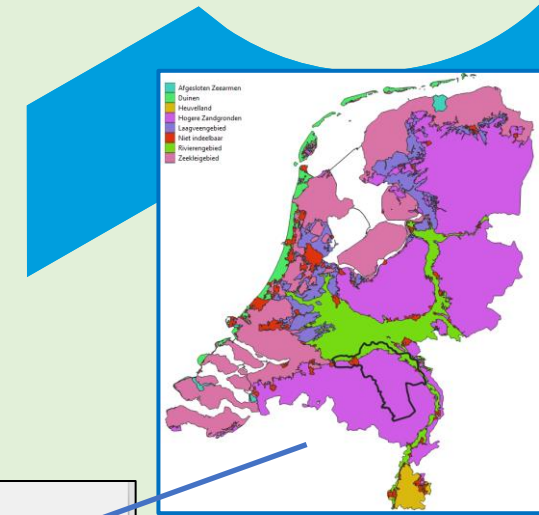 Afgesloten Zeearmen
Duinen
Heuvelland
Hogere Zandgronden
Laagveengebied
Niet indeelbaar
Rivierengebied
Zeekleigebied